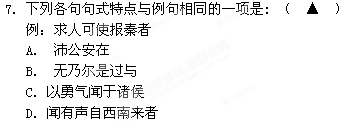 7. 下列各句句式特点与例句相同的一项是：（ ▲ ）
例：求人可使报秦者
A. 沛公安在
B. 无乃尔是过与
C. 以勇气闻于诸侯
D. 闻有声自西南来者